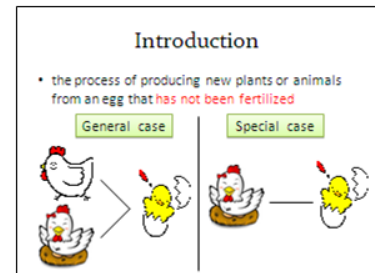 Introduction
• the process of producing new plants or animals
from an egg that has not been fertilized
General case
Special case